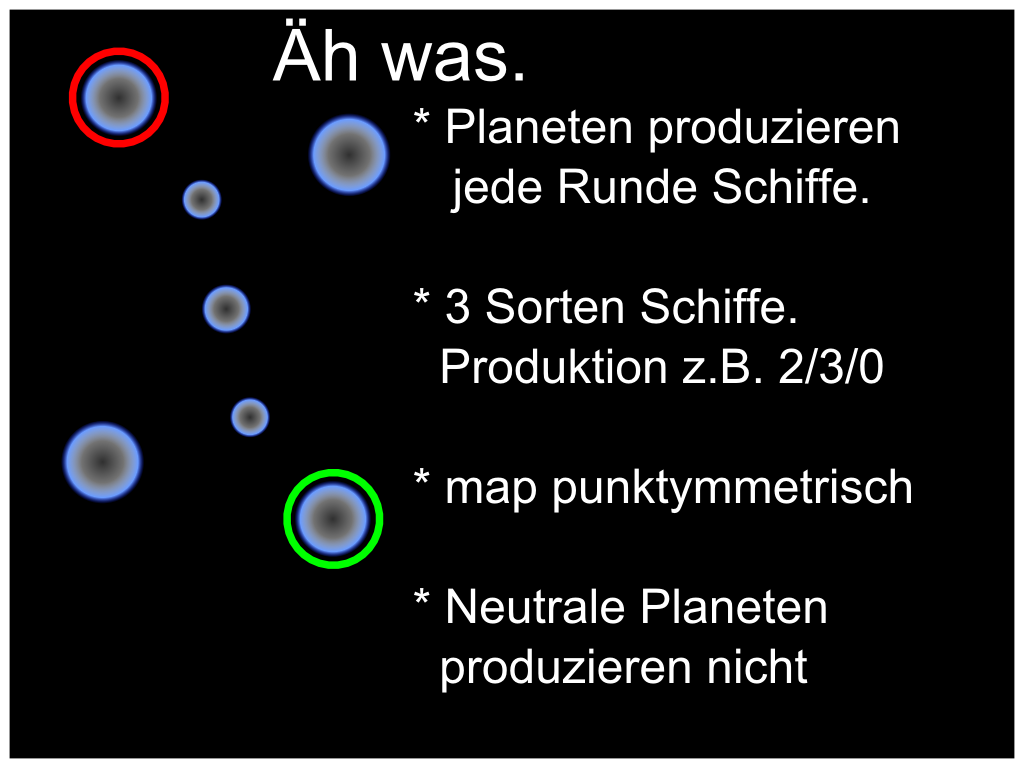 Äh was.
* Planeten produzieren
jede Runde Schiffe.
* 3 Sorten Schiffe.
Produktion z.B. 2/3/0
* map punktymmetrisch
* Neutrale Planeten
produzieren nicht